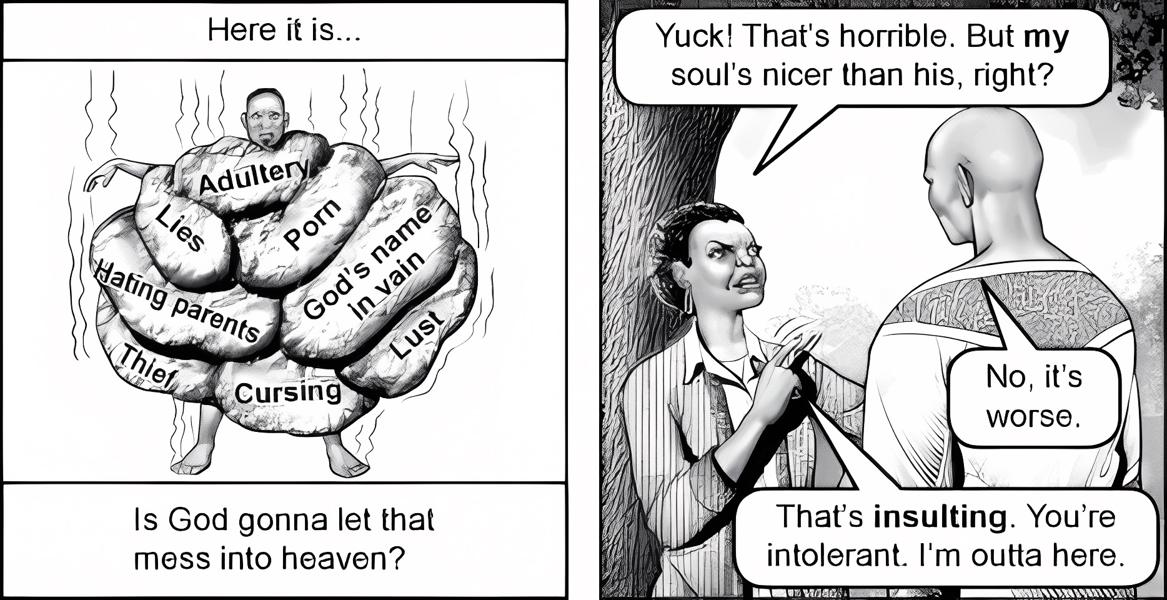 Here it is...
Adultery
Lies
Porn
Hating parents
God's name
in vain
Lust
Thief
Cursing
Is God gonna let that
mess into heaven?
Yuck! That's horrible. But my
soul's nicer than his, right?
No, it's
worse.
That's insulting. You're
intolerant. I'm outta here.